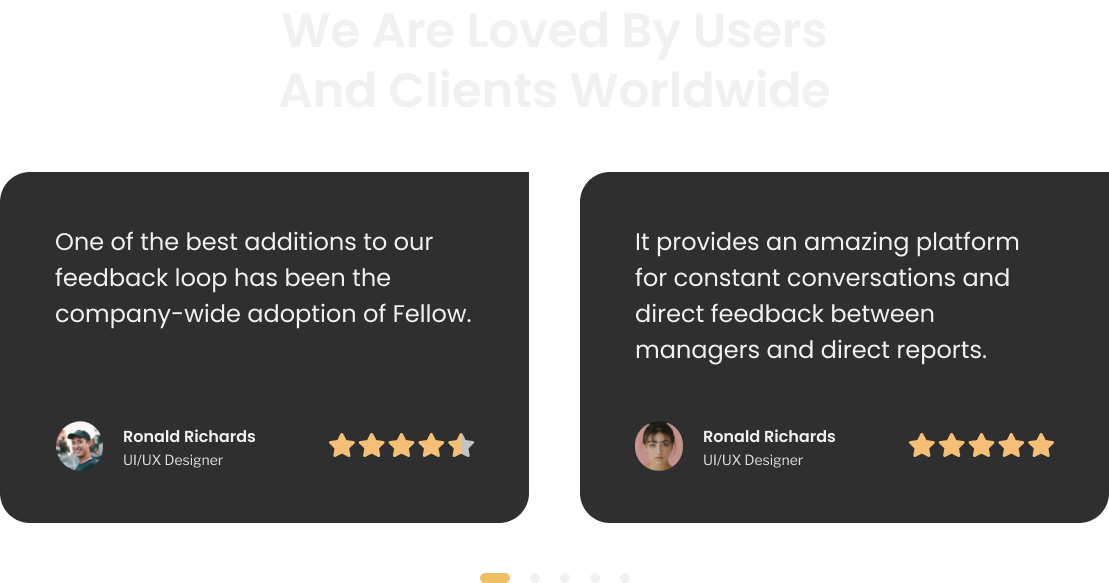 We Are Loved By Users
And Clients Worldwide
One of the best additions to our
feedback loop has been the
company-wide adoption of Fellow.
Ronald Richards
UI/UX Designer
It provides an amazing platform
for constant conversations and
direct feedback between
managers and direct reports.
Ronald Richards
UI/UX Designer